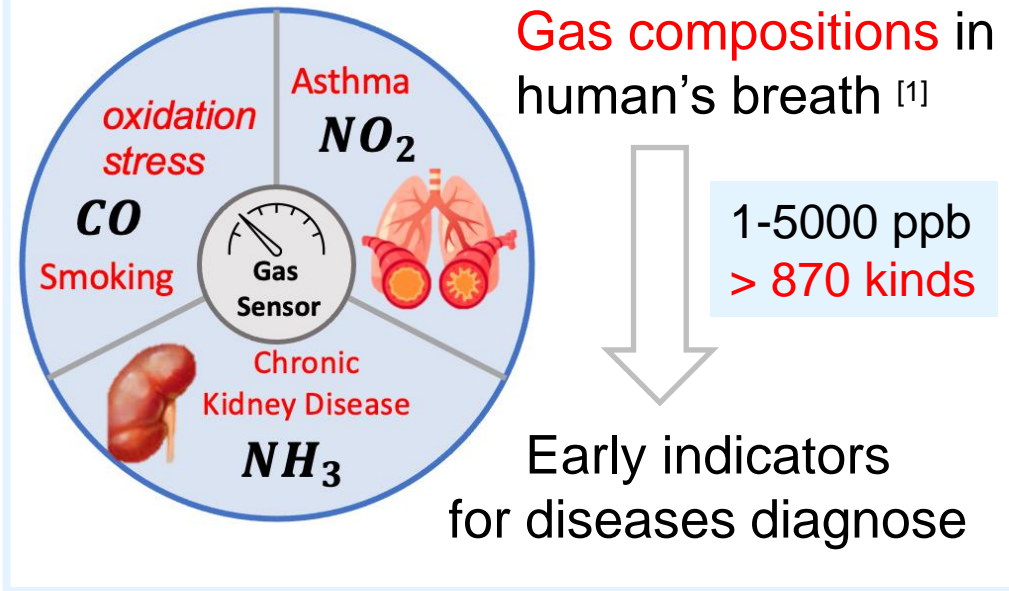 Gas compositions in
human's breath [1]
1-5000 ppb
> 870 kinds
Early indicators
for diseases diagnose
Asthma
NO₂
oxidation
stress
CO
Smoking
Gas
Sensor
Chronic
Kidney Disease
NH₃